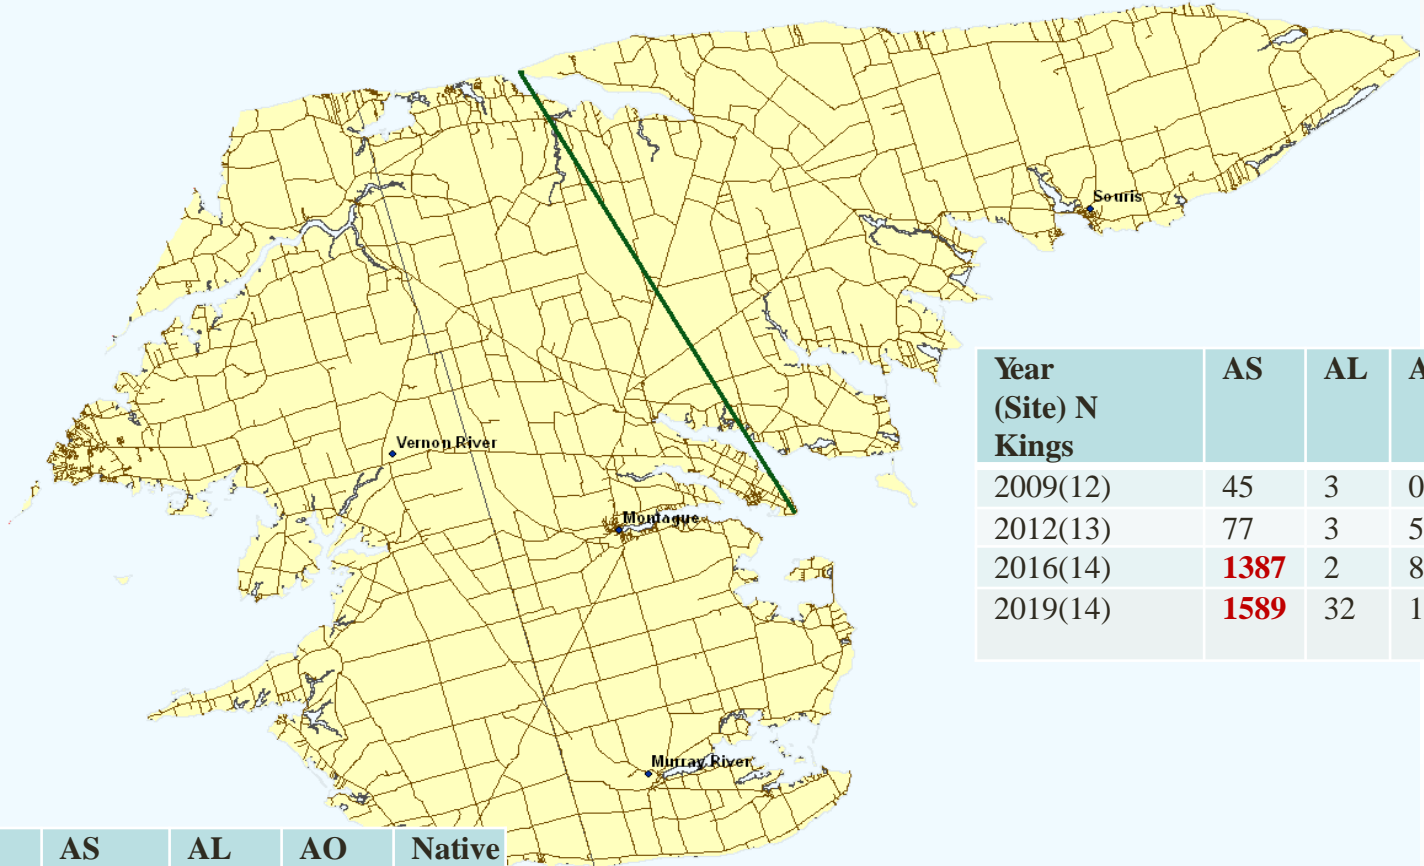 Souris
Year (Site) N Kings AS AL A
2009(12) 45 3 0
2012(13) 77 3 5
2016(14) 1387 2 8
2019(14) 1589 32 1
Vernon River
Montague
Murray River
AS AL AO Native